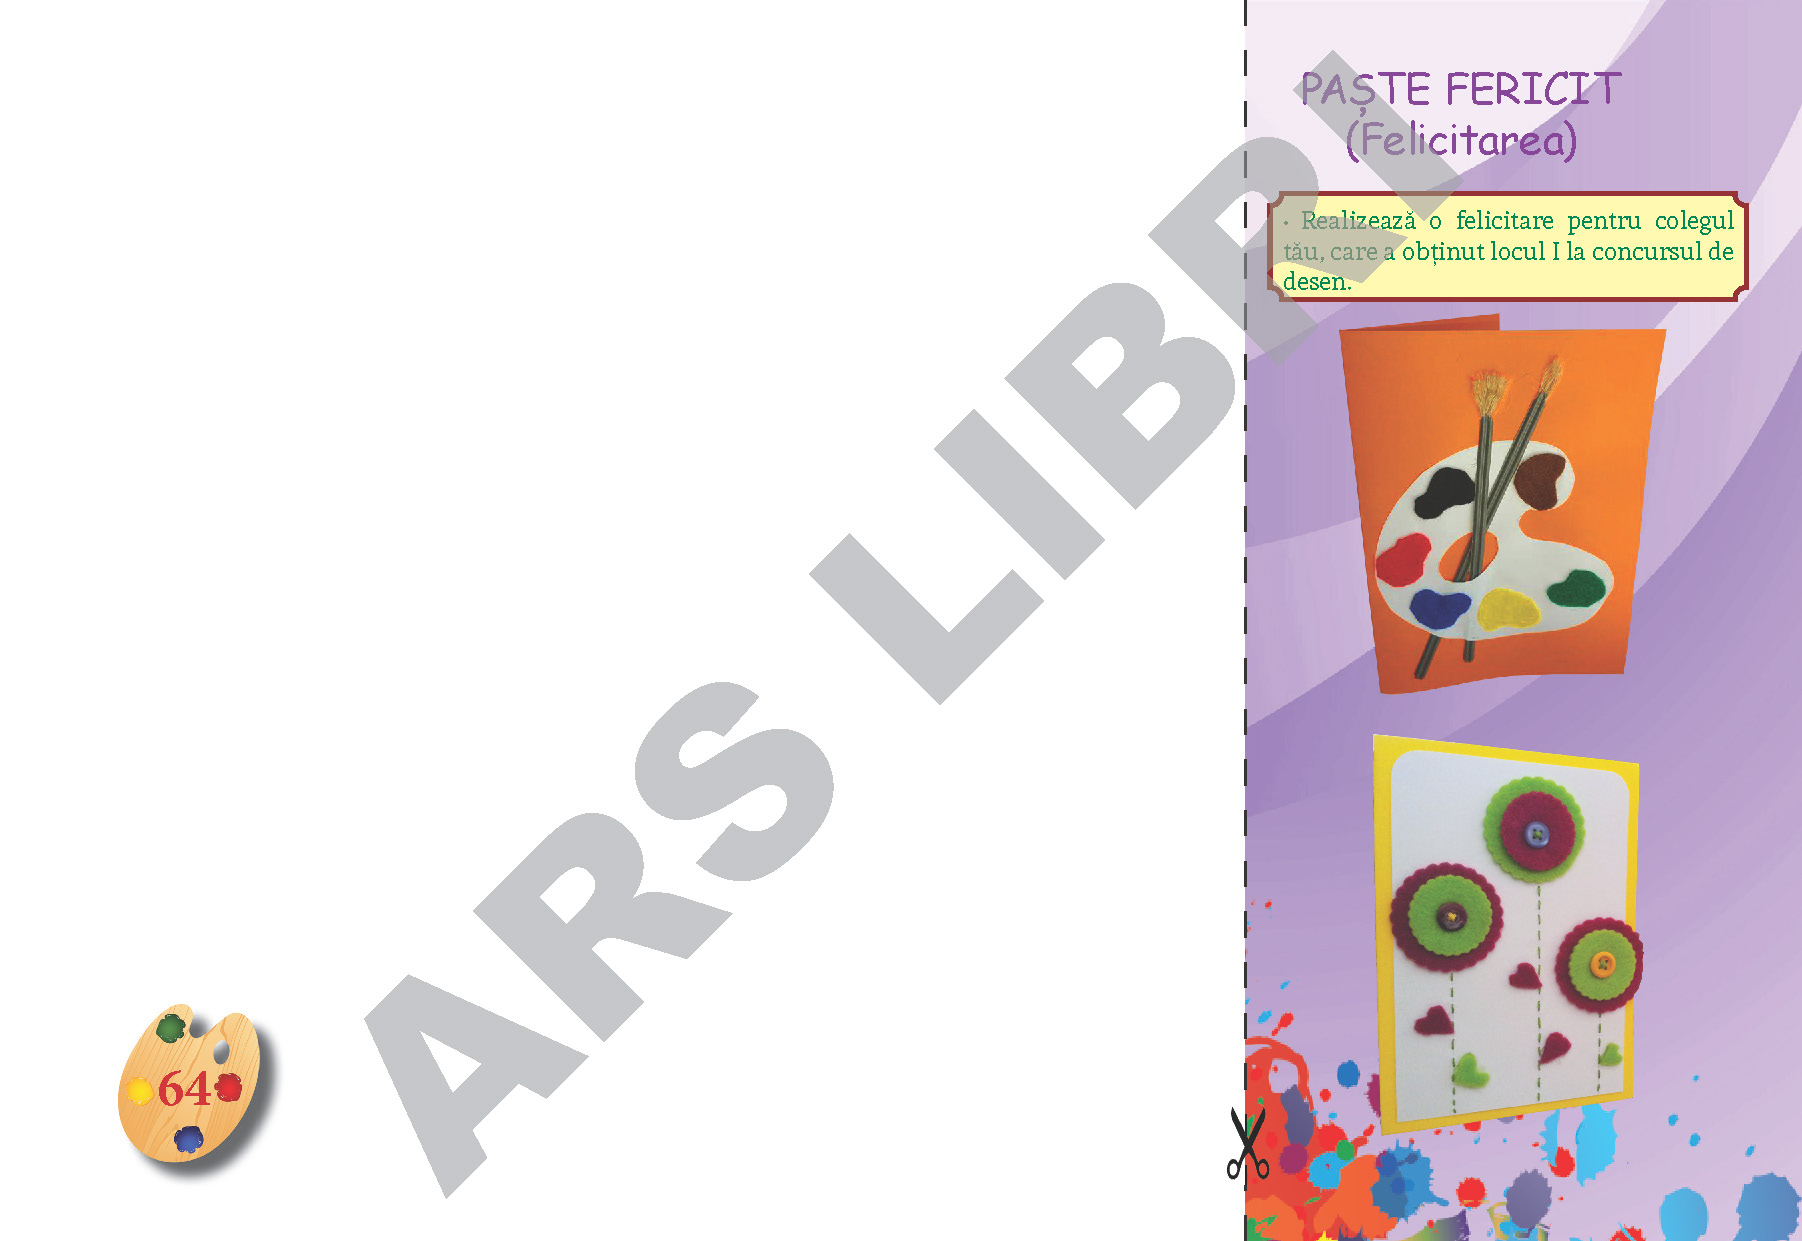 PAȘTE FERICIT
(Felicitarea)
· Realizează o felicitare pentru colegul
tău, care a obținut locul I la concursul de
desen.
ARS LIBRI
64